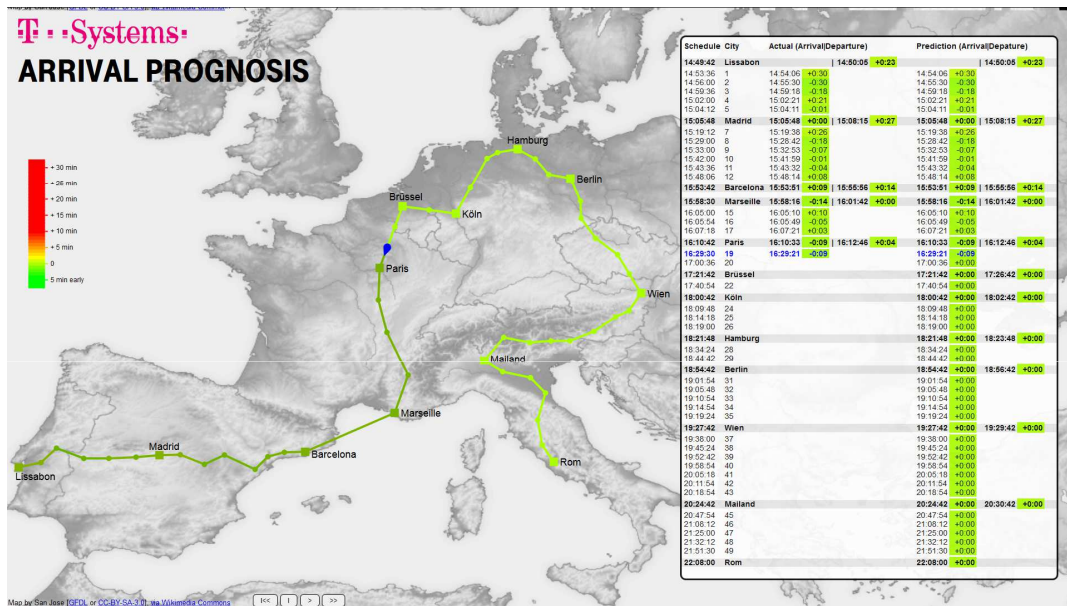 Map by San Jose [GFDL or CC-BY-SA-3.0], via Wikimedia Commons
T··Systems·
ARRIVAL PROGNOSIS
+ 30 min
+ 26 min
+ 20 min
+ 15 min
+ 10 min
+ 5 min
+ 0
5 min early
Hamburg
Berlin
Brüssel
Köln
Paris
Wien
Mailand
Marseille
Madrid
Barcelona
Lissabon
Rom
Schedule City Actual (Arrival|Departure) Prediction (Arrival|Depature)
14:49:42 Lissabon | 14:50:05 +0:23 | 14:50:05 +0:23
14:53:36 1 14:54:06 +0:30 14:54:06 +0:30
14:56:00 2 14:55:30 -0:30 14:55:30 -0:30
14:59:36 3 14:59:18 -0:18 14:59:18 -0:18
15:02:00 4 15:02:21 +0:21 15:02:21 +0:21
15:04:12 5 15:04:11 -0:01 15:04:11 -0:01
15:05:48 Madrid 15:05:48 +0:00 | 15:08:15 +0:27 15:05:48 +0:00 | 15:08:15 +0:27
15:19:12 7 15:19:38 +0:26 15:19:38 +0:26
15:29:00 8 15:28:42 -0:18 15:28:42 -0:18
15:33:00 9 15:32:53 -0:07 15:32:53 -0:07
15:42:00 10 15:41:59 -0:01 15:41:59 -0:01
15:43:36 11 15:43:32 -0:04 15:43:32 -0:04
15:48:06 12 15:48:14 +0:08 15:48:14 +0:08
15:53:42 Barcelona 15:53:51 +0:09 | 15:55:56 +0:14 15:53:51 +0:09 | 15:55:56 +0:14
15:58:30 Marseille 15:58:16 -0:14 | 16:01:42 +0:00 15:58:16 -0:14 | 16:01:42 +0:00
16:05:00 15 16:05:10 +0:10 16:05:10 +0:10
16:05:54 16 16:05:49 -0:05 16:05:49 -0:05
16:07:18 17 16:07:21 +0:03 16:07:21 +0:03
16:10:42 Paris 16:10:33 -0:09 | 16:12:46 +0:04 16:10:33 -0:09 | 16:12:46 +0:04
16:29:30 19 16:29:21 -0:09 16:29:21 -0:09
17:00:36 20 17:00:36 +0:00
17:21:42 Brüssel 17:21:42 +0:00 17:26:42 +0:00
17:40:54 22 17:40:54 +0:00
18:00:42 Köln 18:00:42 +0:00 18:02:42 +0:00
18:09:48 24 18:09:48 +0:00
18:14:18 25 18:14:18 +0:00
18:19:00 26 18:19:00 +0:00
18:21:48 Hamburg 18:21:48 +0:00 18:23:48 +0:00
18:34:24 28 18:34:24 +0:00
18:44:42 29 18:44:42 +0:00
18:54:42 Berlin 18:54:42 +0:00 18:56:42 +0:00
19:01:54 31 19:01:54 +0:00
19:05:48 32 19:05:48 +0:00
19:10:54 33 19:10:54 +0:00
19:14:54 34 19:14:54 +0:00
19:19:24 35 19:19:24 +0:00
19:27:42 Wien 19:27:42 +0:00 19:29:42 +0:00
19:38:00 37 19:38:00 +0:00
19:45:24 38 19:45:24 +0:00
19:52:42 39 19:52:42 +0:00
19:58:54 40 19:58:54 +0:00
20:05:18 41 20:05:18 +0:00
20:11:54 42 20:11:54 +0:00
20:18:54 43 20:18:54 +0:00
20:24:42 Mailand 20:24:42 +0:00 20:30:42 +0:00
20:47:54 45 20:47:54 +0:00
21:08:12 46 21:08:12 +0:00
21:25:00 47 21:25:00 +0:00
21:32:12 48 21:32:12 +0:00
21:51:30 49 21:51:30 +0:00
22:08:00 Rom 22:08:00 +0:00
Map by San Jose [GFDL or CC-BY-SA-3.0], via Wikimedia Commons
|<< | > >>